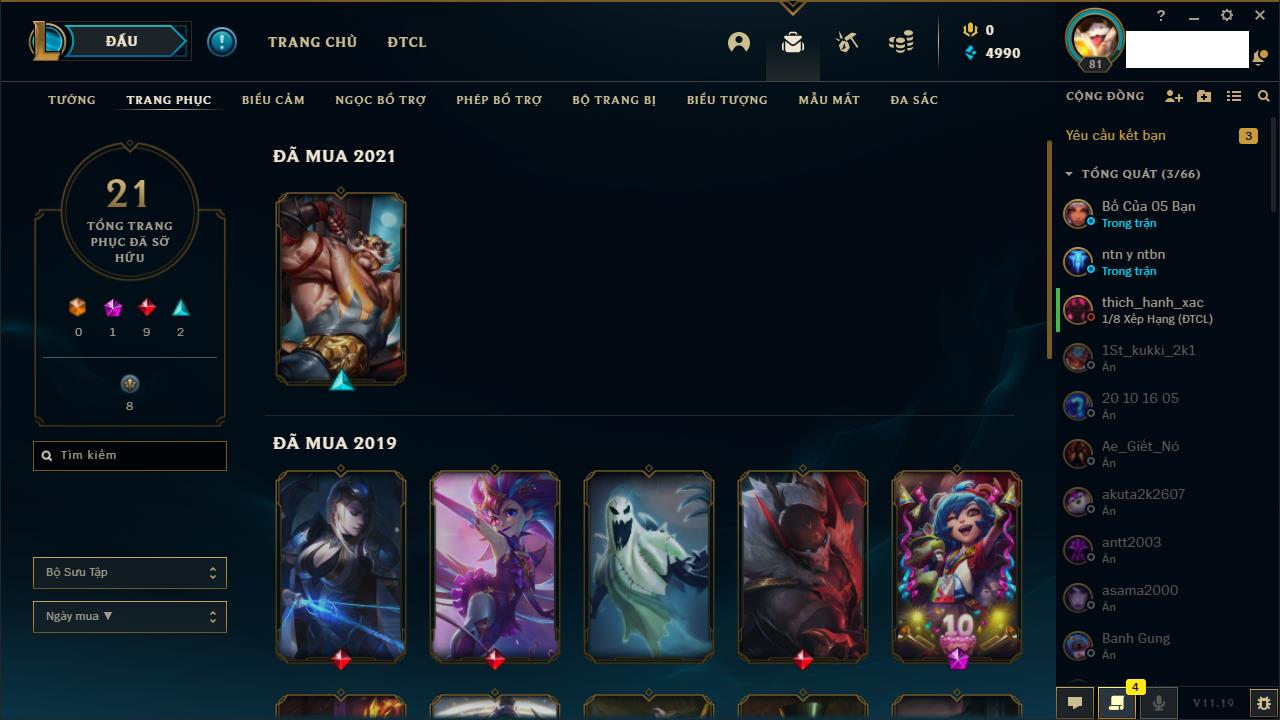 ĐẤU
TRANG CHỦ
ĐTCL
0
4990
81
TƯỚNG
TRANG PHỤC
BIỂU CẢM
NGỌC BỔ TRỢ
PHÉP BỔ TRỢ
BỘ TRANG BỊ
BIỂU TƯỢNG
MẪU MẮT
ĐA SẮC
21
TỔNG TRANG
PHỤC ĐÃ SỞ
HỮU
0 1 9 2
8
Tìm kiếm
Bộ Sưu Tập
Ngày mua ▼
ĐÃ MUA 2021
ĐÃ MUA 2019
10
CỘNG ĐỒNG
Yêu cầu kết bạn
3
TỔNG QUÁT (3/66)
Bố Của 05 Bạn
Trong trận
ntn y ntbn
Trong trận
thich_hanh_xac
1/8 Xếp Hạng (ĐTCL)
1St_kukki_2k1
Ẩn
20 10 16 05
Ẩn
Ae_Giết_Nó
Ẩn
akuta2k2607
Ẩn
antt2003
Ẩn
asama2000
Ẩn
Banh Gung
Ẩn
4
V11.19